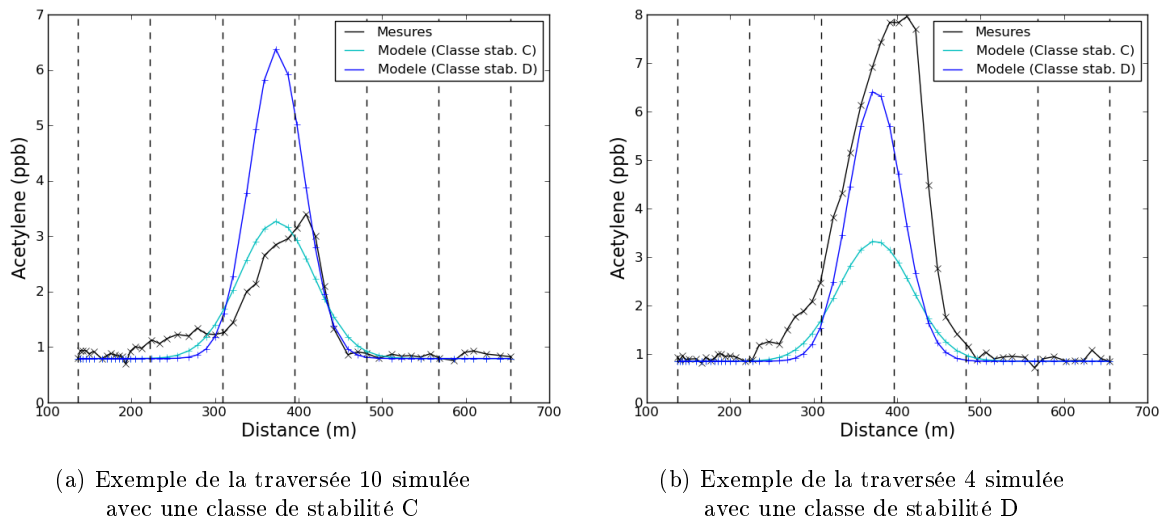 7
6
5
4
3
2
1
0
Acetylene (ppb)
Mesures
Modele (Classe stab. C)
Modele (Classe stab. D)
100 200 300 400 500 600 700
Distance (m)
(a) Exemple de la traversée 10 simulée
avec une classe de stabilité C
8
7
6
5
4
3
2
1
0
Acetylene (ppb)
Mesures
Modele (Classe stab. C)
Modele (Classe stab. D)
100 200 300 400 500 600 700
Distance (m)
(b) Exemple de la traversée 4 simulée
avec une classe de stabilité D